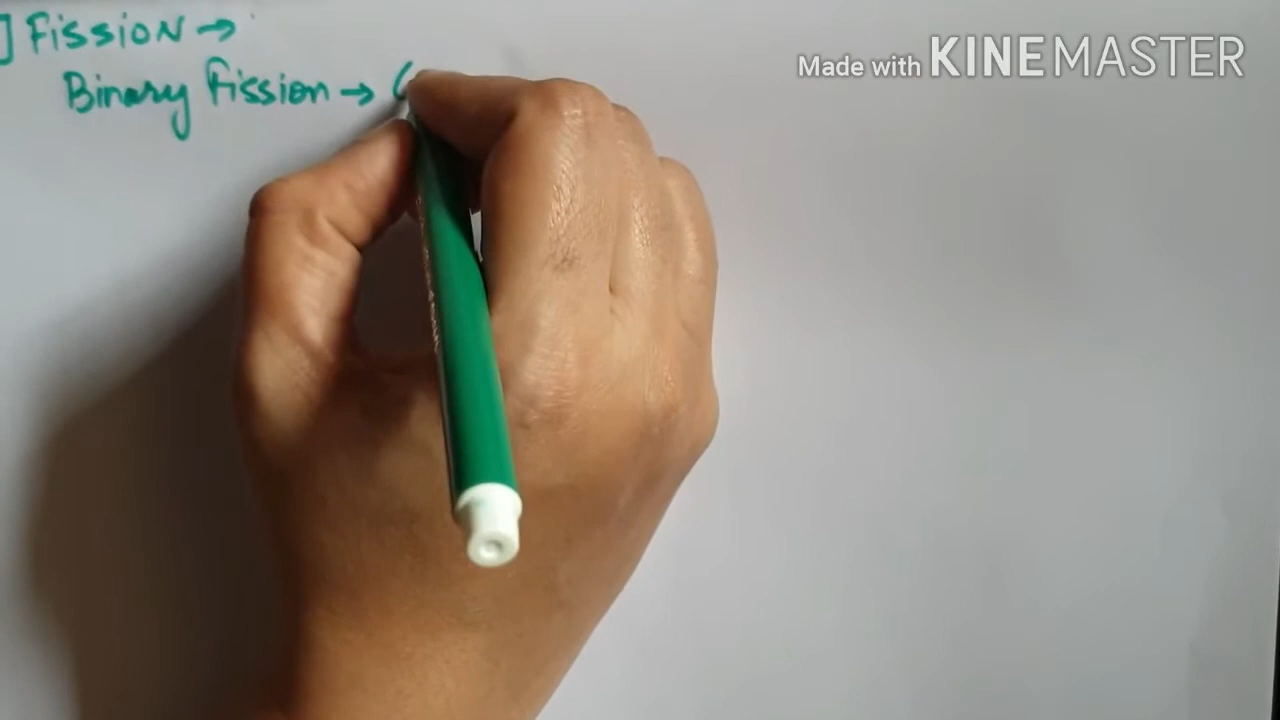 ] Fission →
Binary Fission → (
Made with KINEMASTER